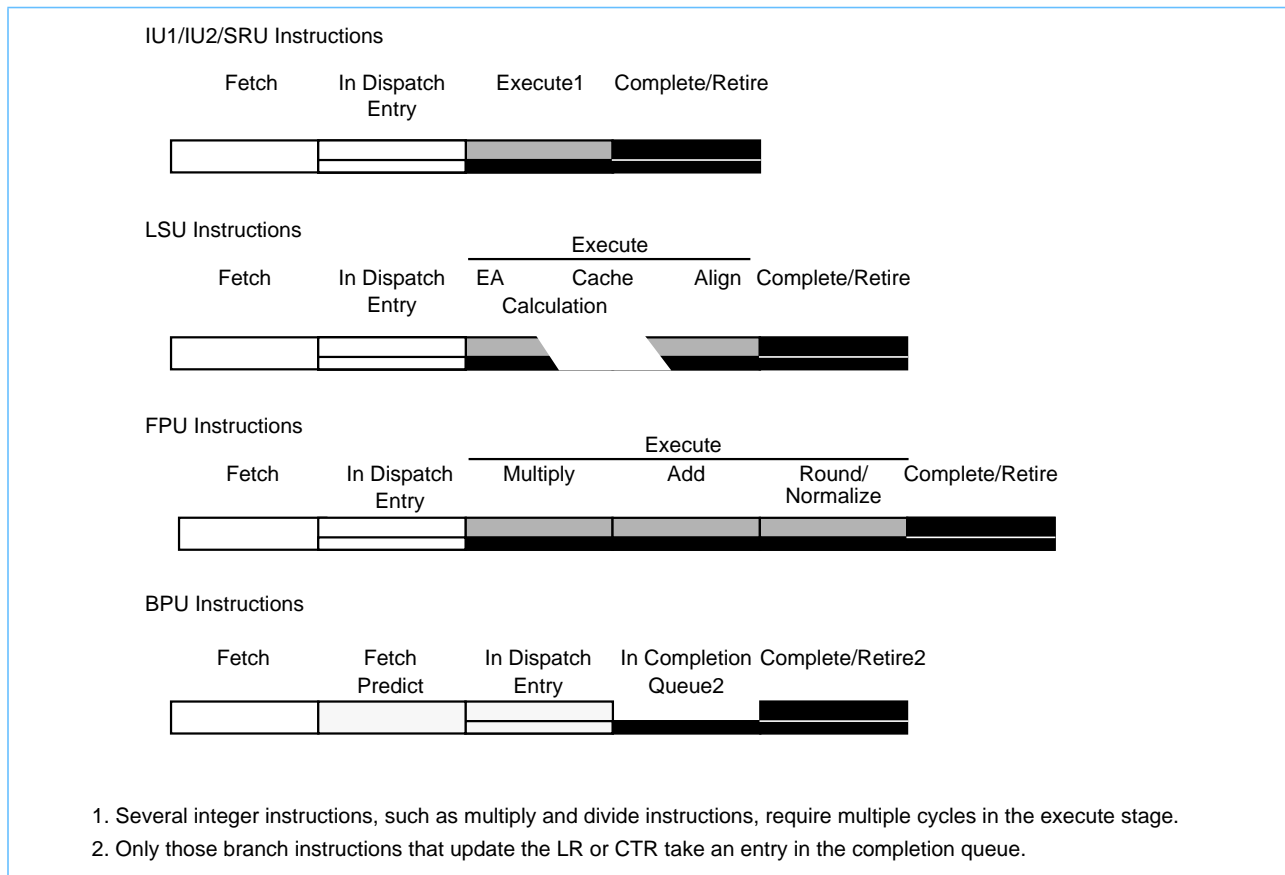 IU1/IU2/SRU Instructions
Fetch In Dispatch Execute1 Complete/Retire
Entry
LSU Instructions
Execute
Fetch In Dispatch EA Cache Align Complete/Retire
Entry Calculation
FPU Instructions
Execute
Fetch In Dispatch Multiply Add Round/ Complete/Retire
Entry Normalize
BPU Instructions
Fetch Fetch In Dispatch In Completion Complete/Retire2
Predict Entry Queue2
1. Several integer instructions, such as multiply and divide instructions, require multiple cycles in the execute stage.
2. Only those branch instructions that update the LR or CTR take an entry in the completion queue.